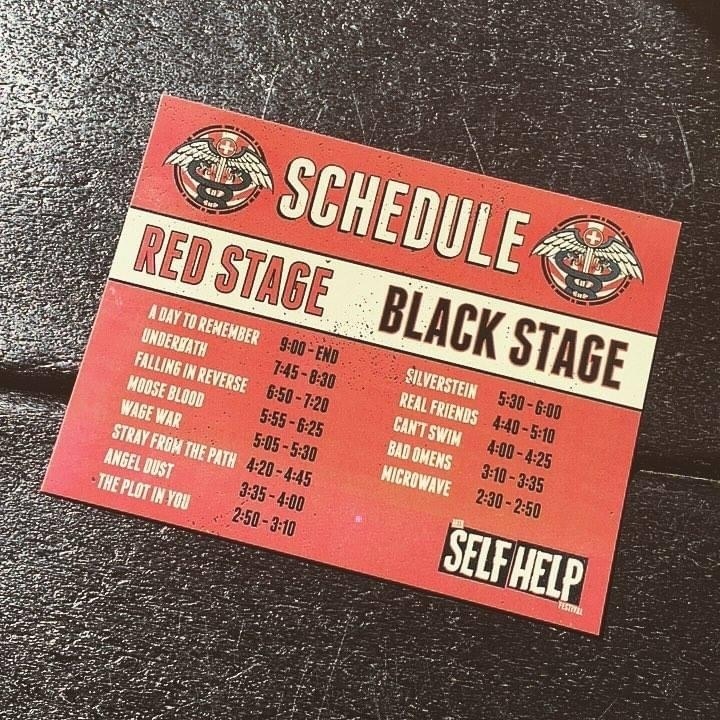 SCHEDULE
RED STAGE
A DAY TO REMEMBER 9:00 - END
UNDERØATH 7:45 - 8:30
FALLING IN REVERSE 6:50 - 7:20
MOOSE BLOOD 5:55 - 6:25
WAGE WAR 5:05 - 5:30
STRAY FROM THE PATH 4:20 - 4:45
ANGEL DUST 3:35 - 4:00
THE PLOT IN YOU 2:50 - 3:10
BLACK STAGE
SILVERSTEIN 5:30 - 6:00
REAL FRIENDS 4:40 - 5:10
CAN'T SWIM 4:00 - 4:25
BAD OMENS 3:10 - 3:35
MICROWAVE 2:30 - 2:50
SELF HELP
FESTIVAL